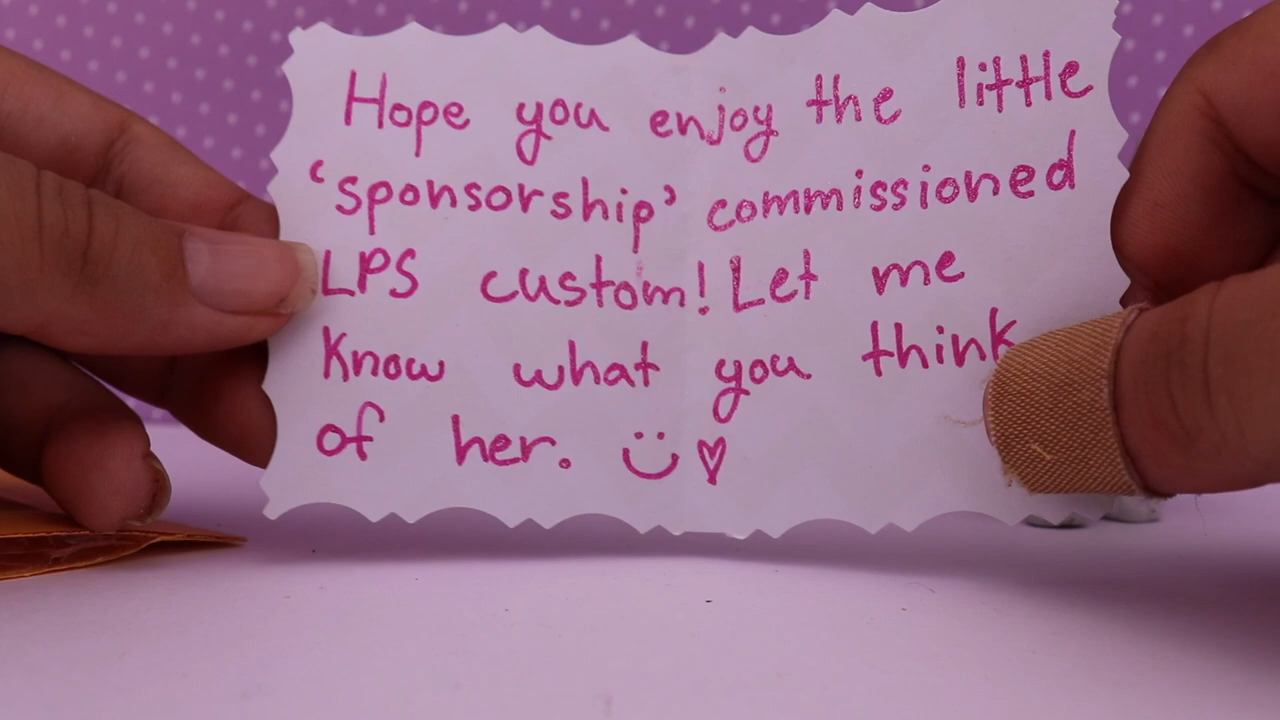 Hope you enjoy the little
‘sponsorship’ commissioned
LPS custom! Let me
know what you think
of her. ¨̮ ♡